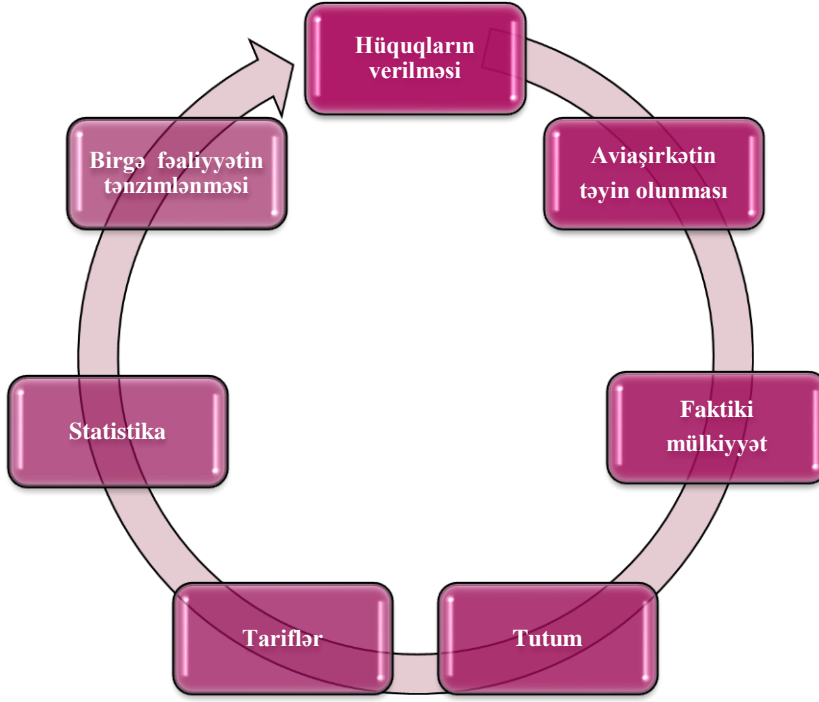 Hüquqların
verilməsi
Aviaşirkətin
təyin olunması
Faktiki
mülkiyyət
Tutum
Tariflər
Statistika
Birgə fəaliyyətin
tənzimlənməsi